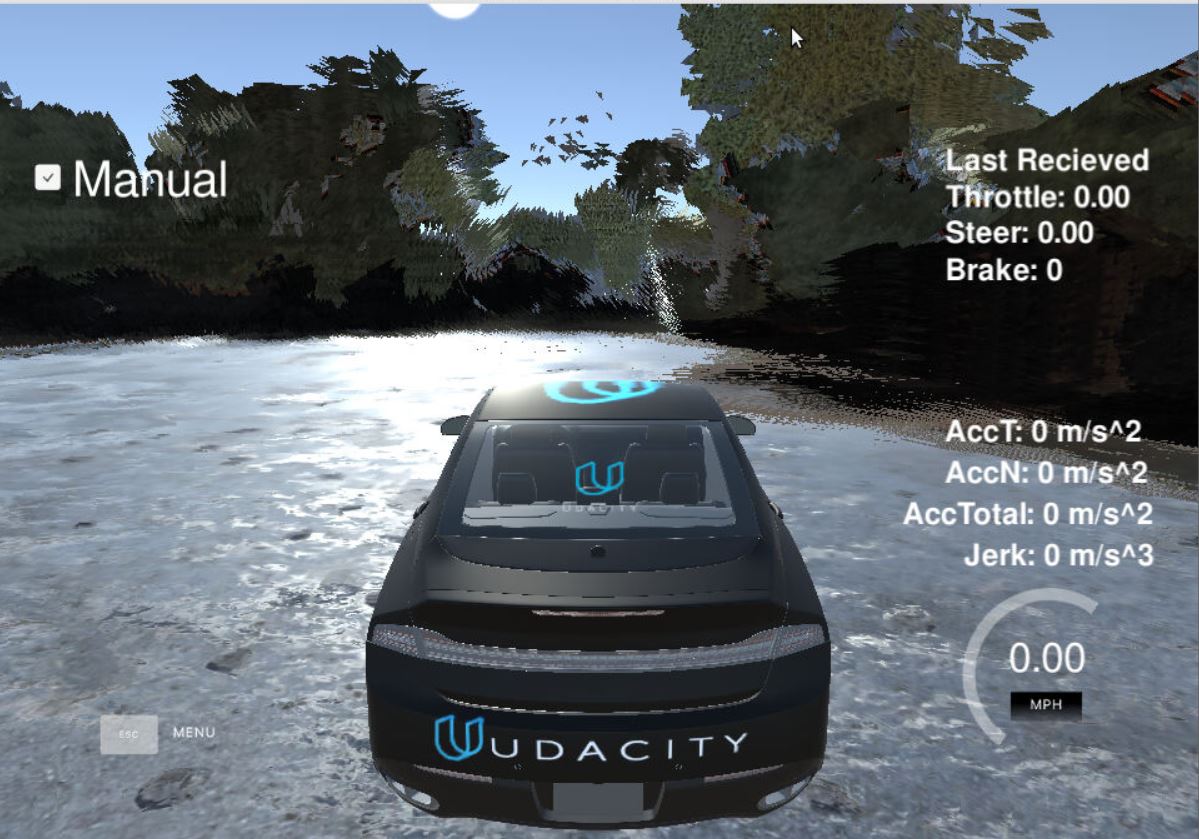 Manual
Last Recieved
Throttle: 0.00
Steer: 0.00
Brake: 0
AccT: 0 m/s^2
AccN: 0 m/s^2
AccTotal: 0 m/s^2
Jerk: 0 m/s^3
0.00
MPH
UDACITY
ESC MENU
UDACITY